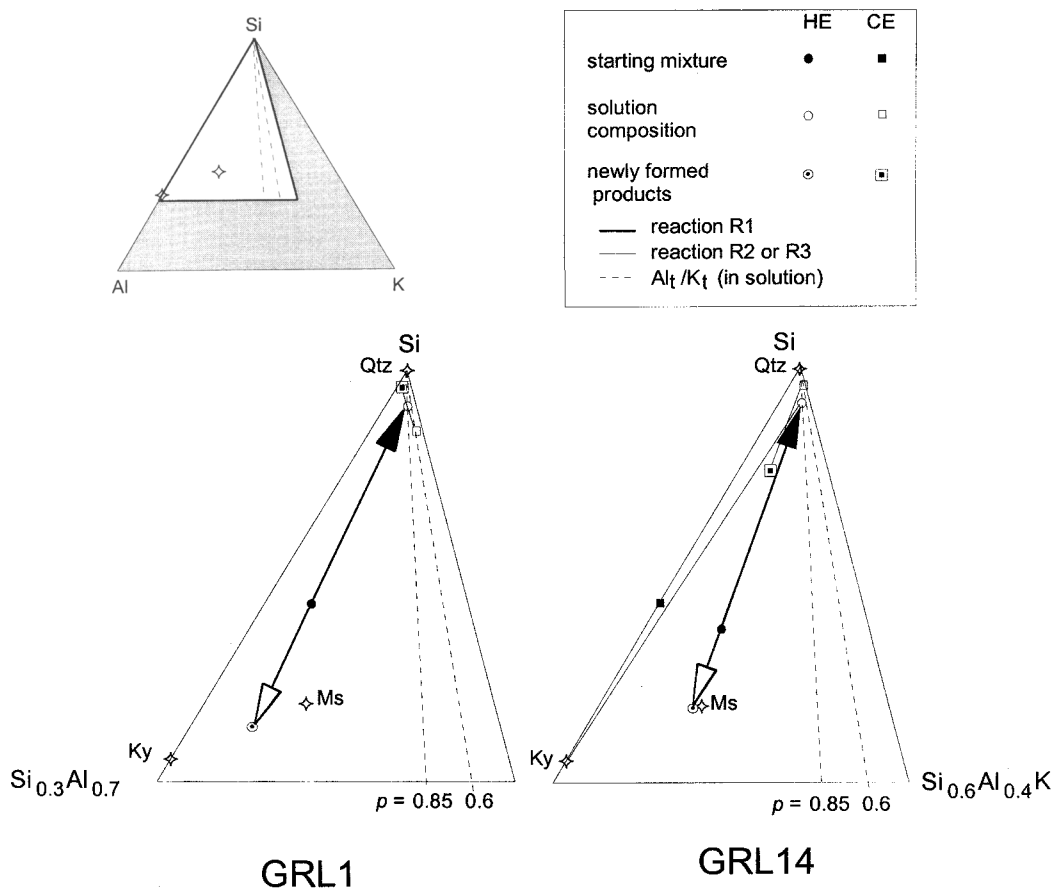 Si
Al
K
HE CE
starting mixture
solution
composition
newly formed
products
reaction R1
reaction R2 or R3
Alt /Kt (in solution)
Si
Qtz
Ms
Ky
Si0.3Al0.7
p = 0.85 0.6
GRL1
Si
Qtz
Ms
Ky
Si0.6Al0.4K
p = 0.85 0.6
GRL14